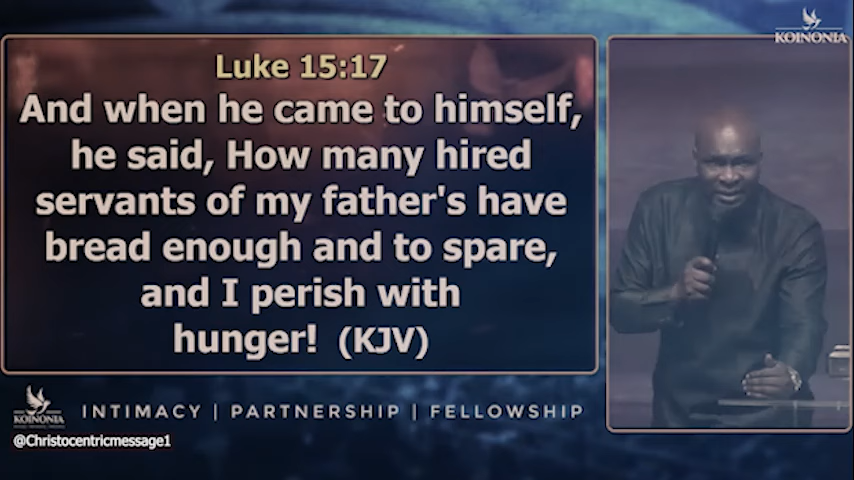 KOINONIA
Luke 15:17
And when he came to himself,
he said, How many hired
servants of my father's have
bread enough and to spare,
and I perish with
hunger! (KJV)
KOINONIA
INTIMACY | PARTNERSHIP | FELLOWSHIP
@Christocentricmessage1